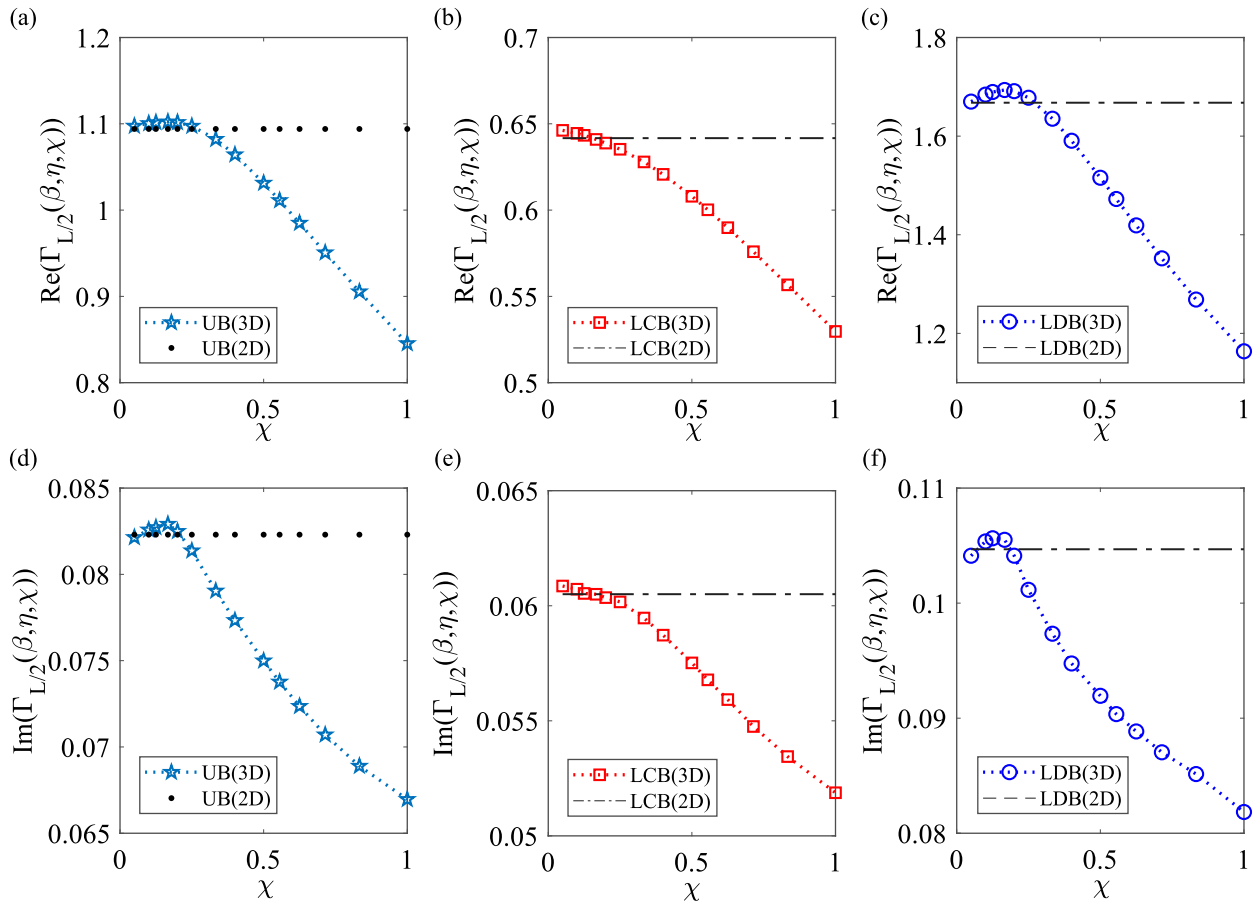 (a)
1.2
1.1
1
0.9
0.8
Re(Γ_{L/2}(β,η,χ))
UB(3D)
UB(2D)
0
0.5
1
χ
(b)
0.7
0.65
0.6
0.55
0.5
Re(Γ_{L/2}(β,η,χ))
LCB(3D)
LCB(2D)
0
0.5
1
χ
(c)
1.8
1.6
1.4
1.2
Re(Γ_{L/2}(β,η,χ))
LDB(3D)
LDB(2D)
0
0.5
1
χ
(d)
0.085
0.08
0.075
0.07
0.065
Im(Γ_{L/2}(β,η,χ))
UB(3D)
UB(2D)
0
0.5
1
χ
(e)
0.065
0.06
0.055
0.05
Im(Γ_{L/2}(β,η,χ))
LCB(3D)
LCB(2D)
0
0.5
1
χ
(f)
0.11
0.1
0.09
0.08
Im(Γ_{L/2}(β,η,χ))
LDB(3D)
LDB(2D)
0
0.5
1
χ